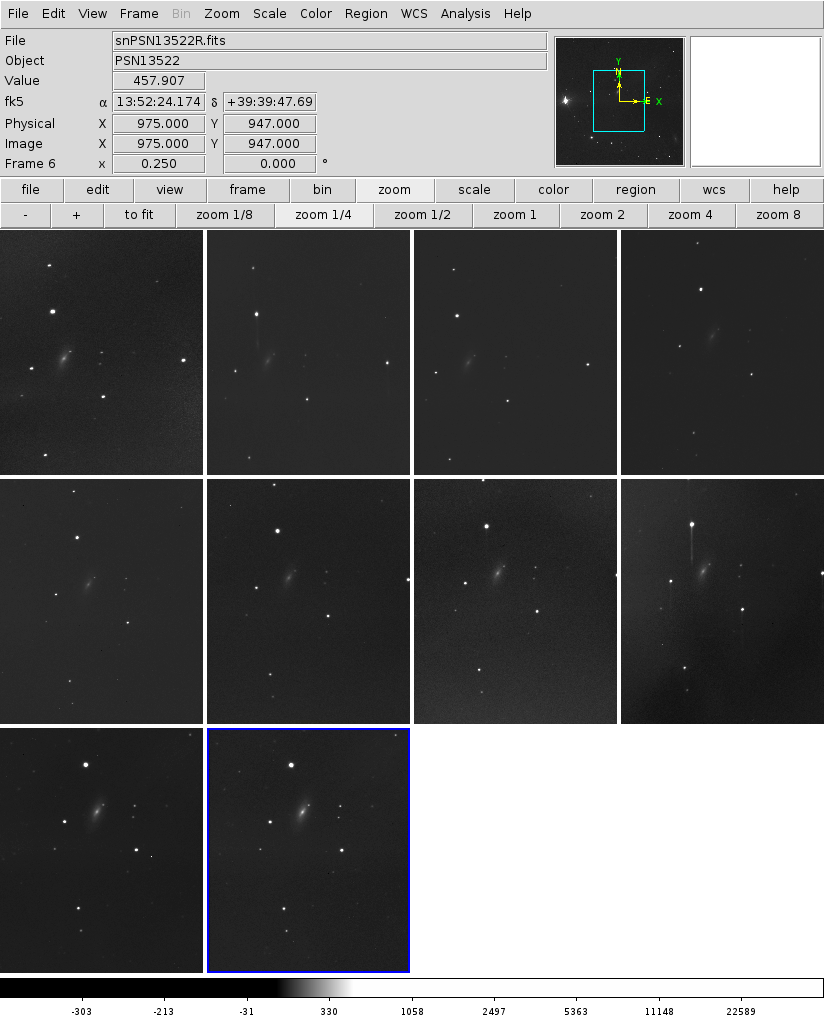 File Edit View Frame Bin Zoom Scale Color Region WCS Analysis Help
File snPSN13522R.fits
Object PSN13522
Value 457.907
fk5 α 13:52:24.174 δ +39:39:47.69
Physical X 975.000 Y 947.000
Image X 975.000 Y 947.000
Frame 6 x 0.250 0.000 °
Y
N
E X
file edit view frame bin zoom scale color region wcs help
- + to fit zoom 1/8 zoom 1/4 zoom 1/2 zoom 1 zoom 2 zoom 4 zoom 8
-303 -213 -31 330 1058 2497 5363 11148 22589